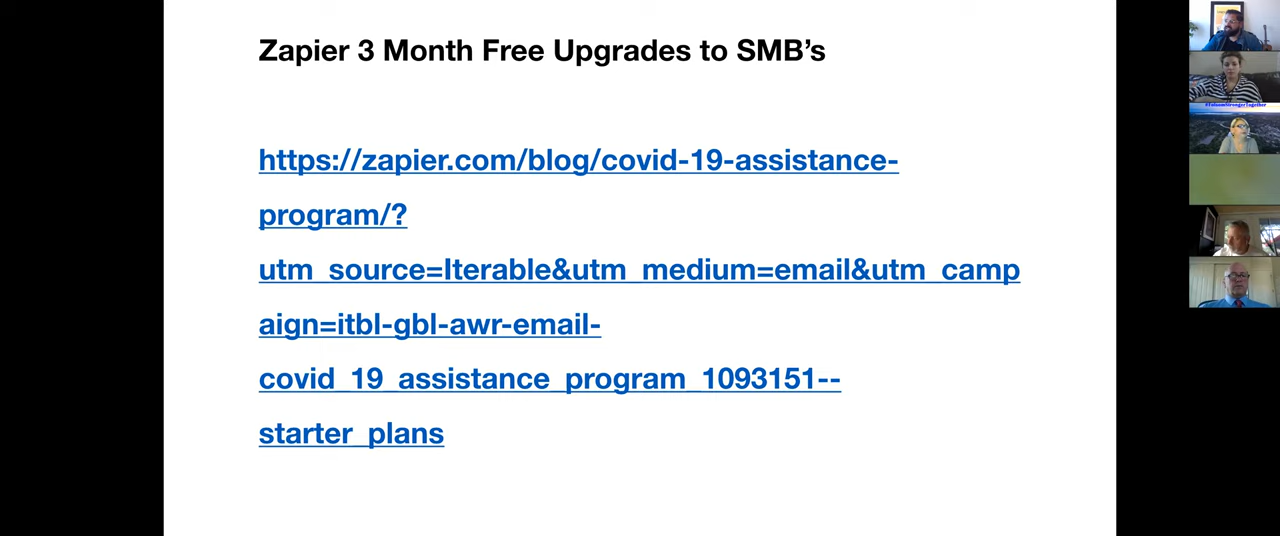 Zapier 3 Month Free Upgrades to SMB’s
https://zapier.com/blog/covid-19-assistance-
program/?
utm_source=Iterable&utm_medium=email&utm_camp
aign=itbl-gbl-awr-email-
covid_19_assistance_program_1093151--
starter_plans
#FolsomStrongerTogether